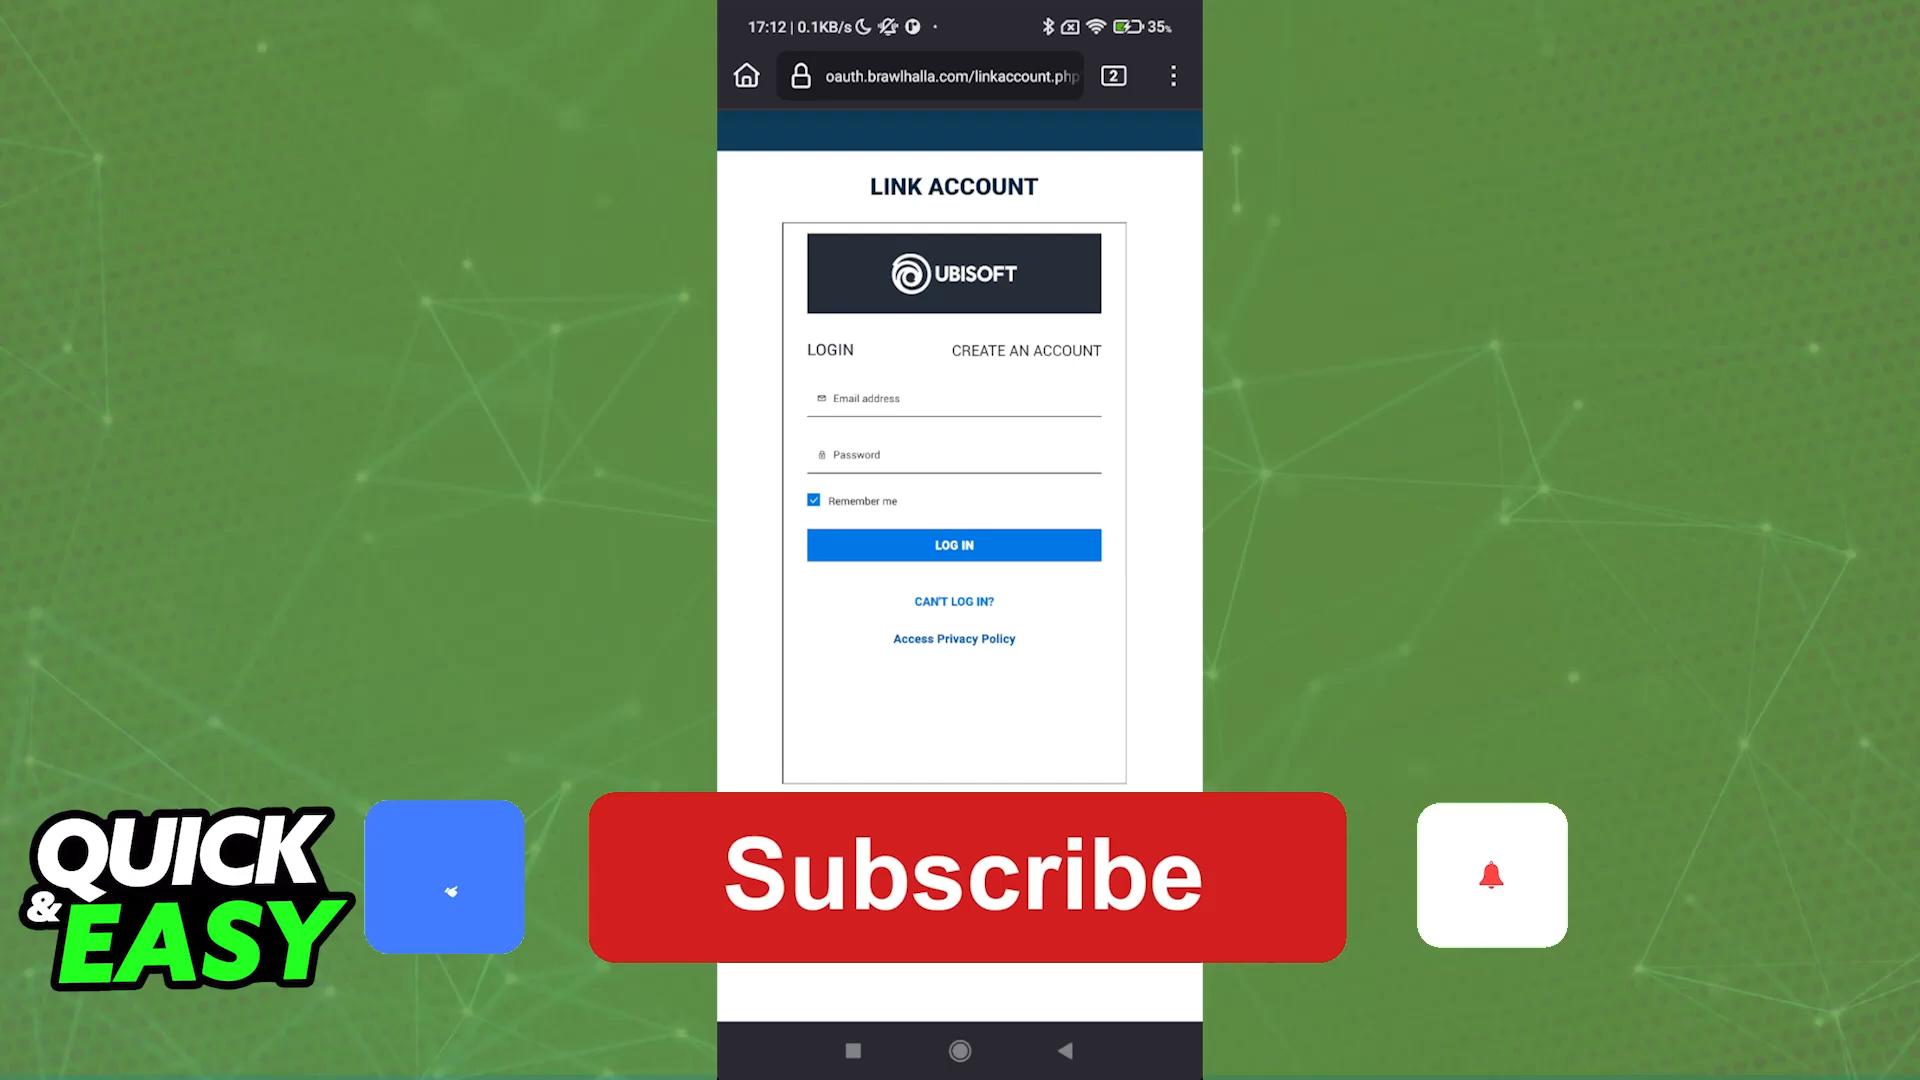 17:12 | 0.1KB/s 35%
oauth.brawlhalla.com/linkaccount.php 2
LINK ACCOUNT
UBISOFT
LOGIN CREATE AN ACCOUNT
Email address
Password
Remember me
LOG IN
CAN'T LOG IN?
Access Privacy Policy
QUICK
& EASY
Subscribe